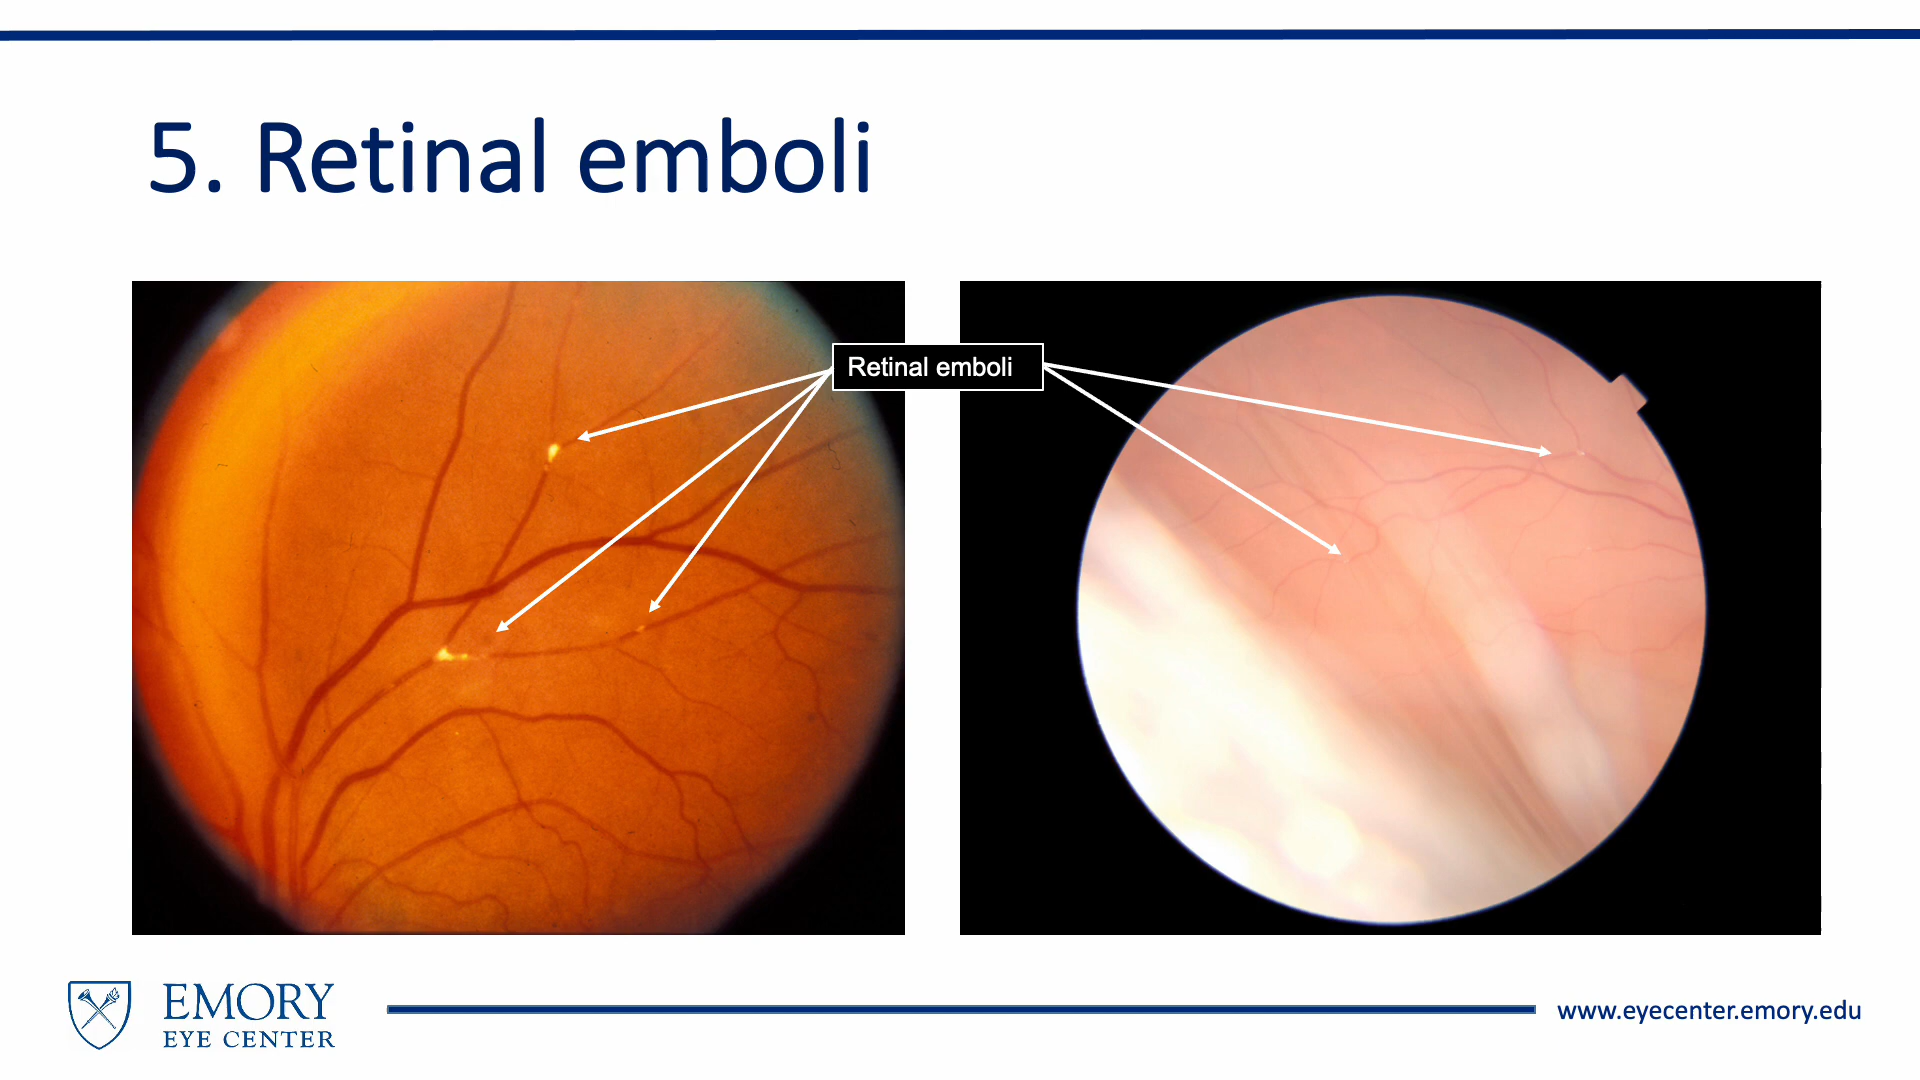 5. Retinal emboli
Retinal emboli
EMORY
EYE CENTER
www.eyecenter.emory.edu